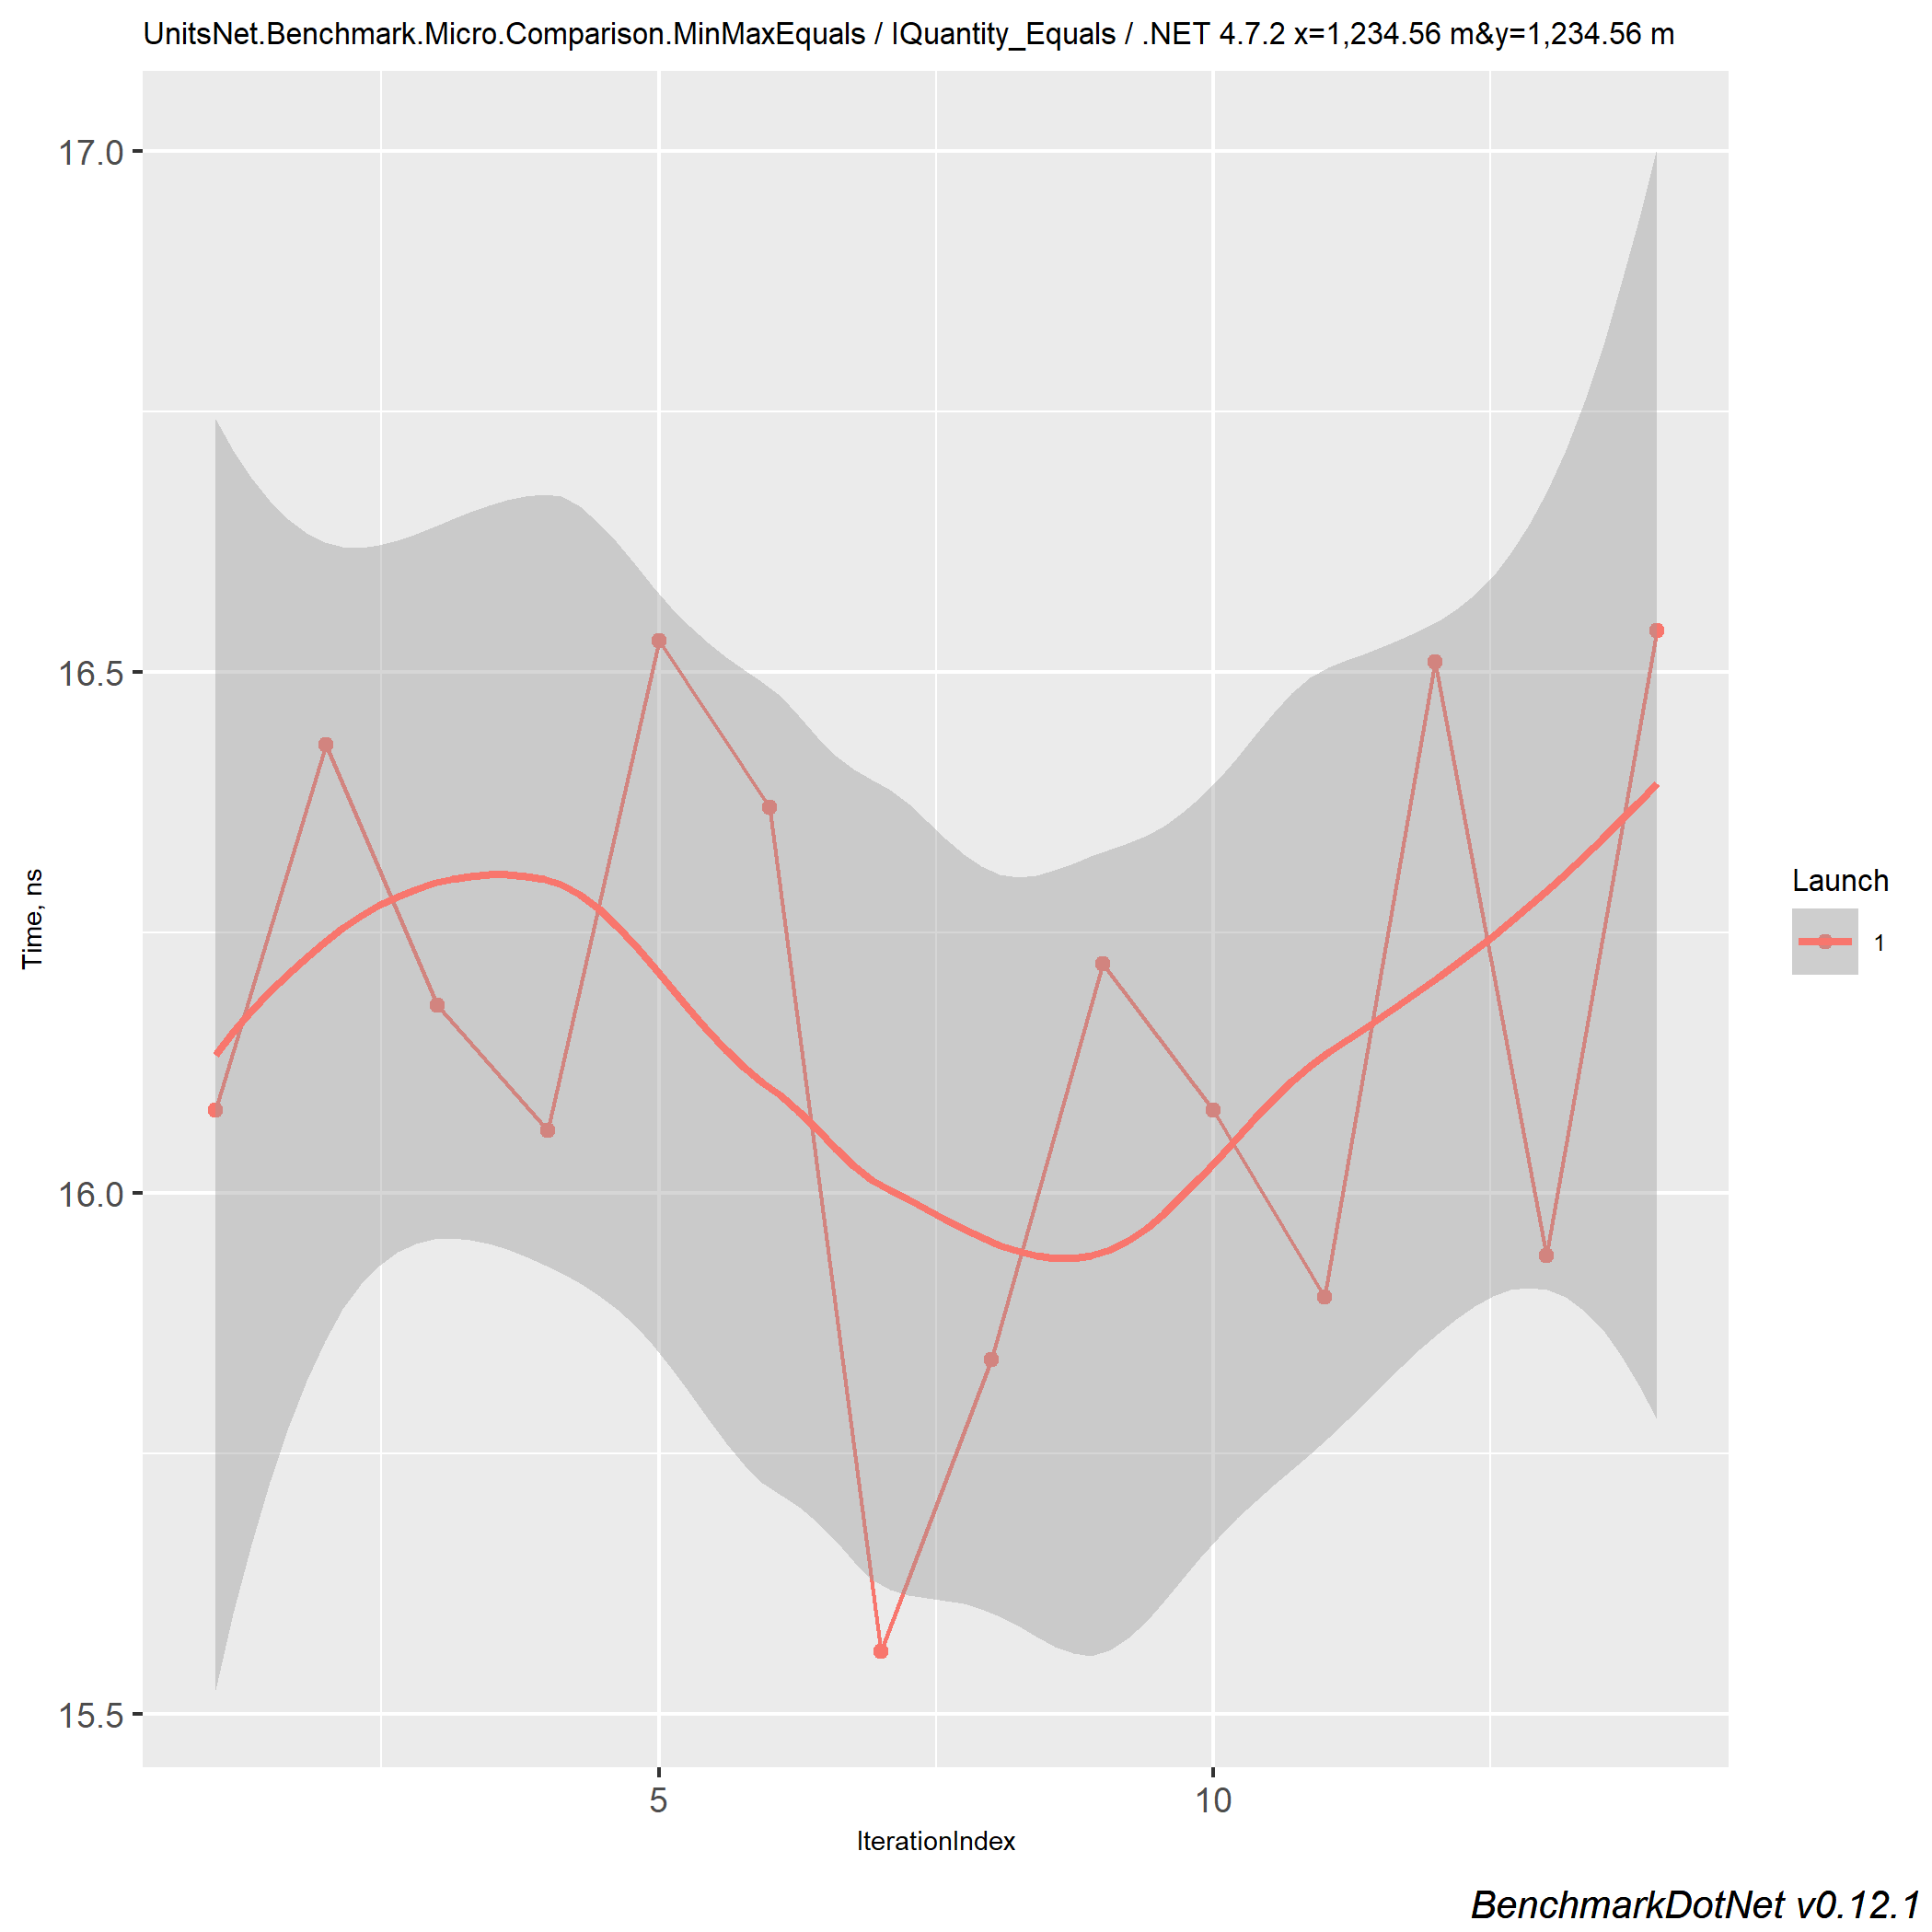 UnitsNet.Benchmark.Micro.Comparison.MinMaxEquals / IQuantity_Equals / .NET 4.7.2 x=1,234.56 m&y=1,234.56 m
17.0
16.5
16.0
15.5
Time, ns
5
10
IterationIndex
Launch
1
BenchmarkDotNet v0.12.1